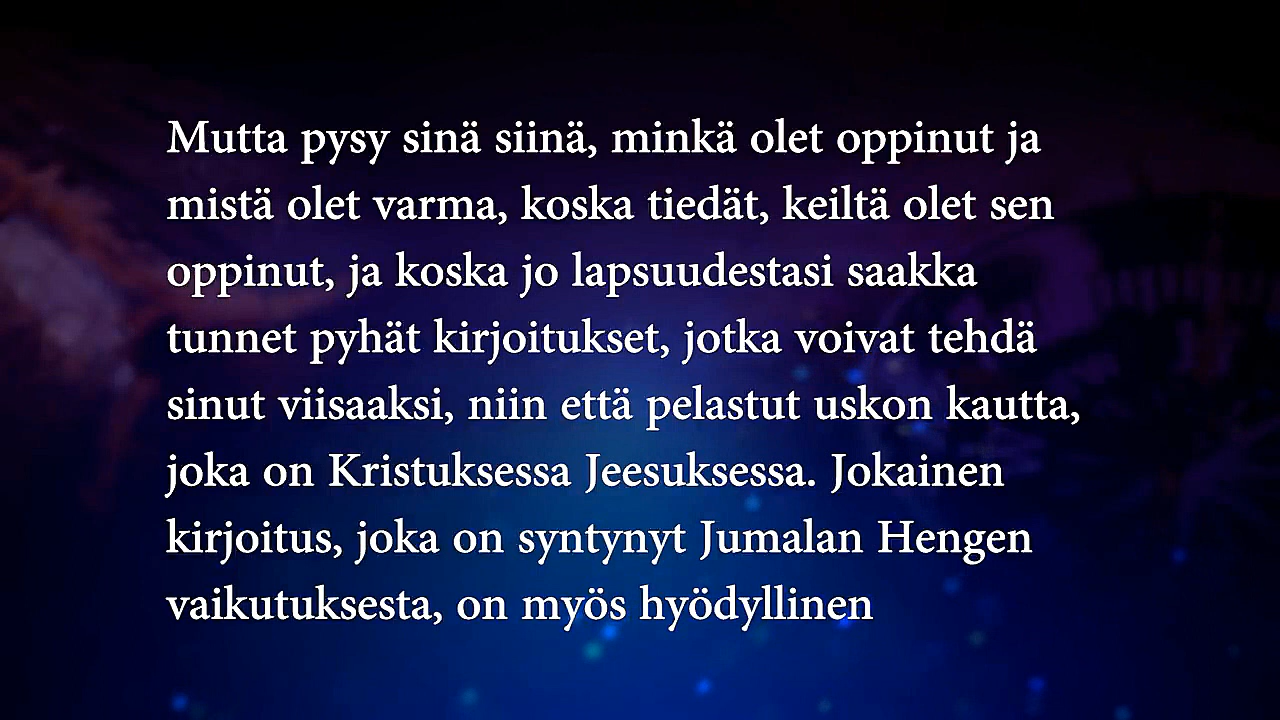 Mutta pysy sinä siinä, minkä olet oppinut ja
mistä olet varma, koska tiedät, keiltä olet sen
oppinut, ja koska jo lapsuudestasi saakka
tunnet pyhät kirjoitukset, jotka voivat tehdä
sinut viisaaksi, niin että pelastut uskon kautta,
joka on Kristuksessa Jeesuksessa. Jokainen
kirjoitus, joka on syntynyt Jumalan Hengen
vaikutuksesta, on myös hyödyllinen